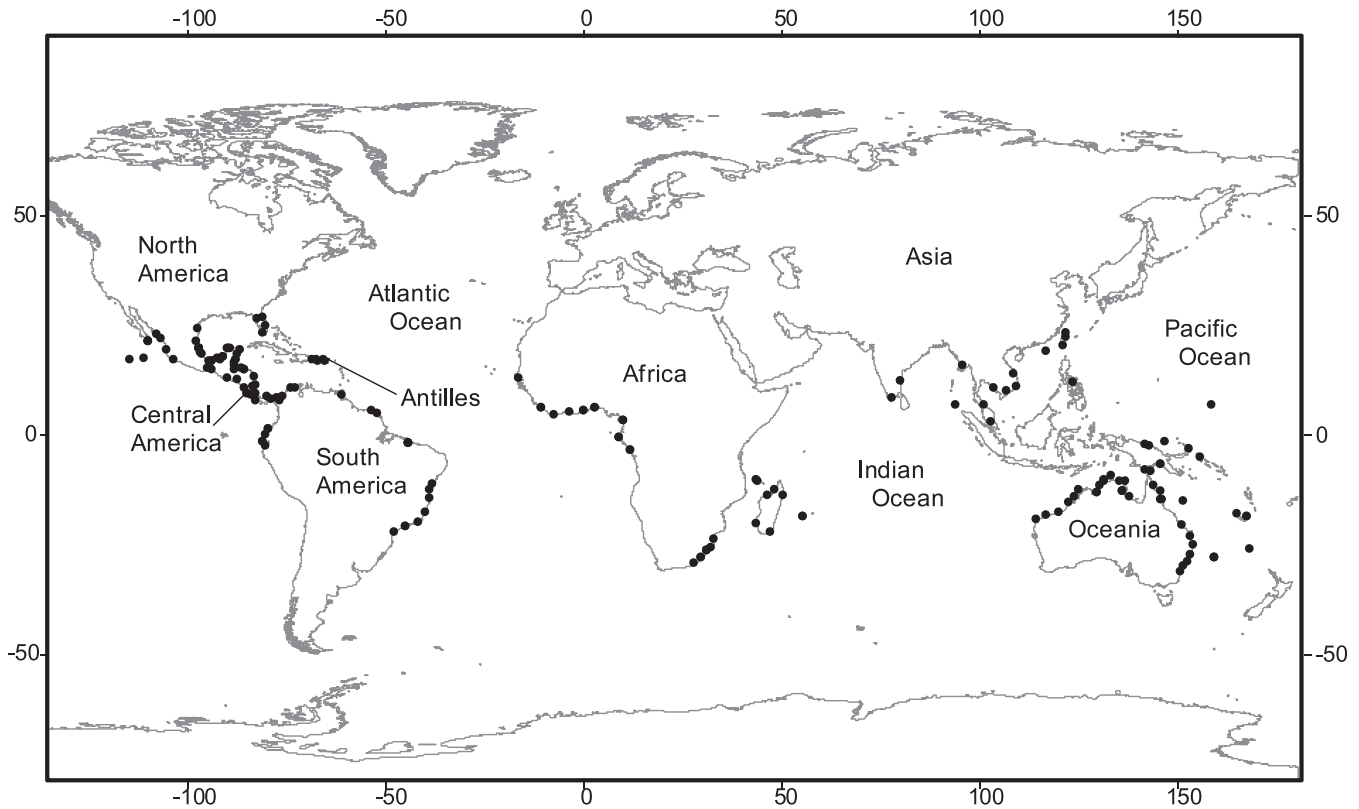 -100 -50 0 50 100 150
50 50
North
America
Asia
Atlantic
Ocean
Pacific
Ocean
Africa
Antilles
Central
America
0 0
South
America
Indian
Ocean
Oceania
-50 -50
-100 -50 0 50 100 150